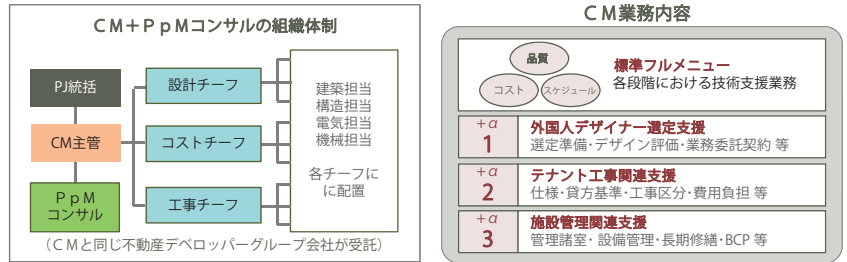 CM+PpMコンサルの組織体制
PJ統括
CM主管
PpM
コンサル
設計チーフ
コストチーフ
工事チーフ
建築担当
構造担当
電気担当
機械担当
各チーフに
に配置
(CMと同じ不動産デベロッパーグループ会社が受託)
CM業務内容
品質
コスト
スケジュール
標準フルメニュー
各段階における技術支援業務
+α
1
外国人デザイナー選定支援
選定準備・デザイン評価・業務委託契約 等
+α
2
テナント工事関連支援
仕様・貸方基準・工事区分・費用負担 等
+α
3
施設管理関連支援
管理諸室・設備管理・長期修繕・BCP 等